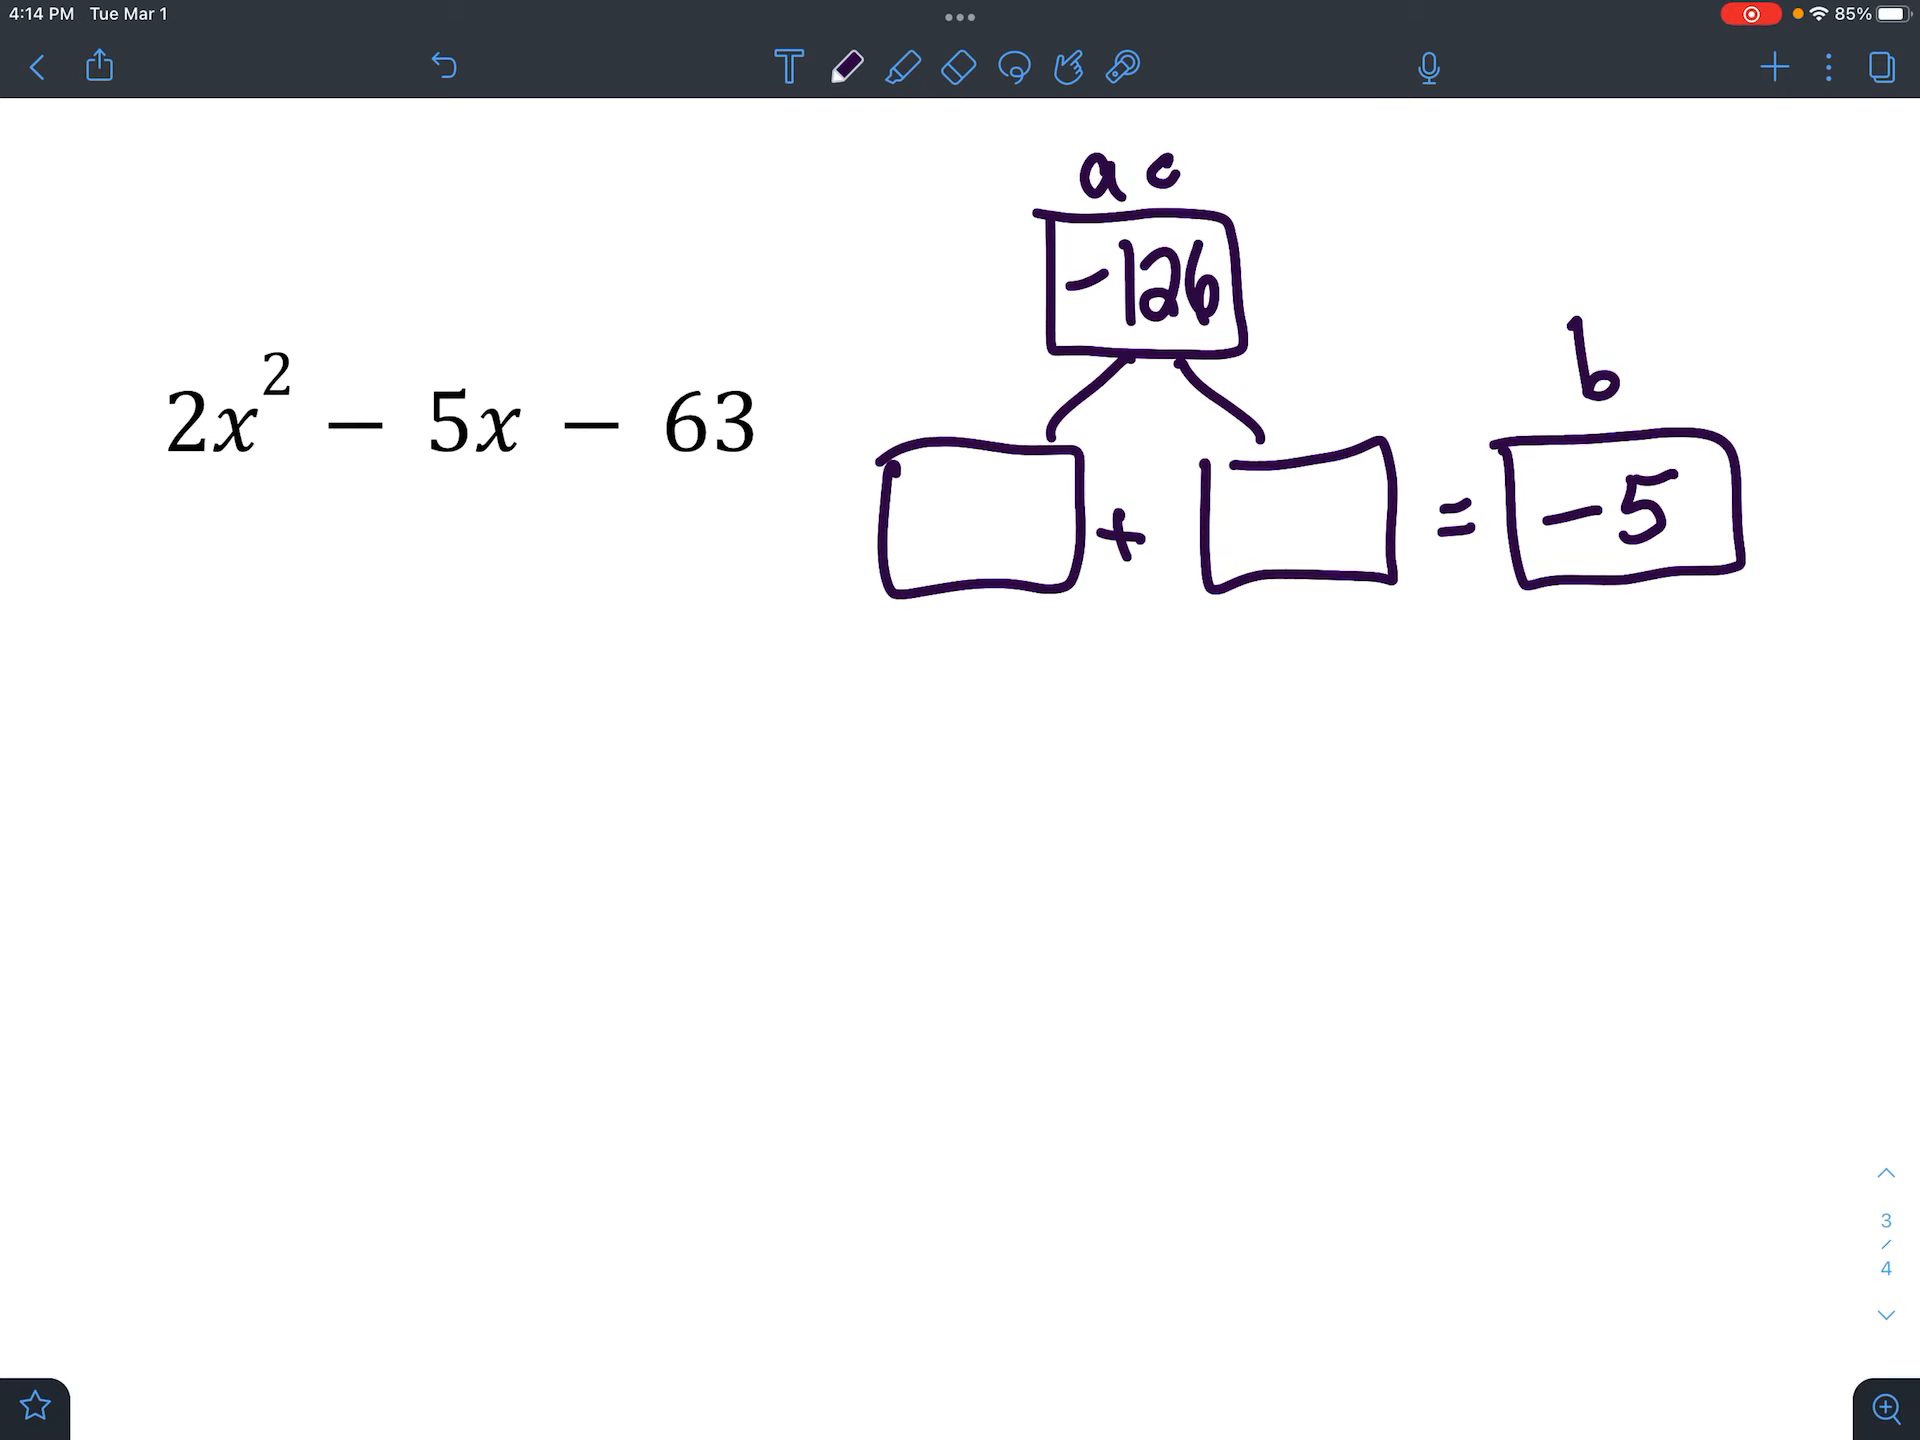 4:14 PM Tue Mar 1
85%
a c
-126
b
2x² − 5x − 63
+ = -5
3
/
4